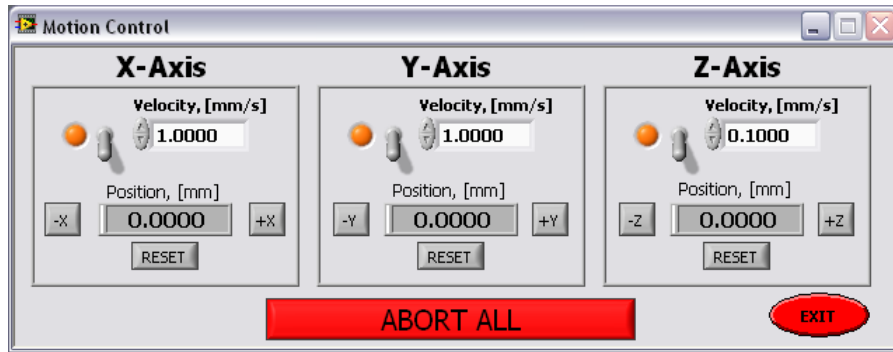 Motion Control
X-Axis Y-Axis Z-Axis
Velocity, [mm/s] Velocity, [mm/s] Velocity, [mm/s]
1.0000 1.0000 0.1000
Position, [mm] Position, [mm] Position, [mm]
-X 0.0000 +X -Y 0.0000 +Y -Z 0.0000 +Z
RESET RESET RESET
ABORT ALL EXIT